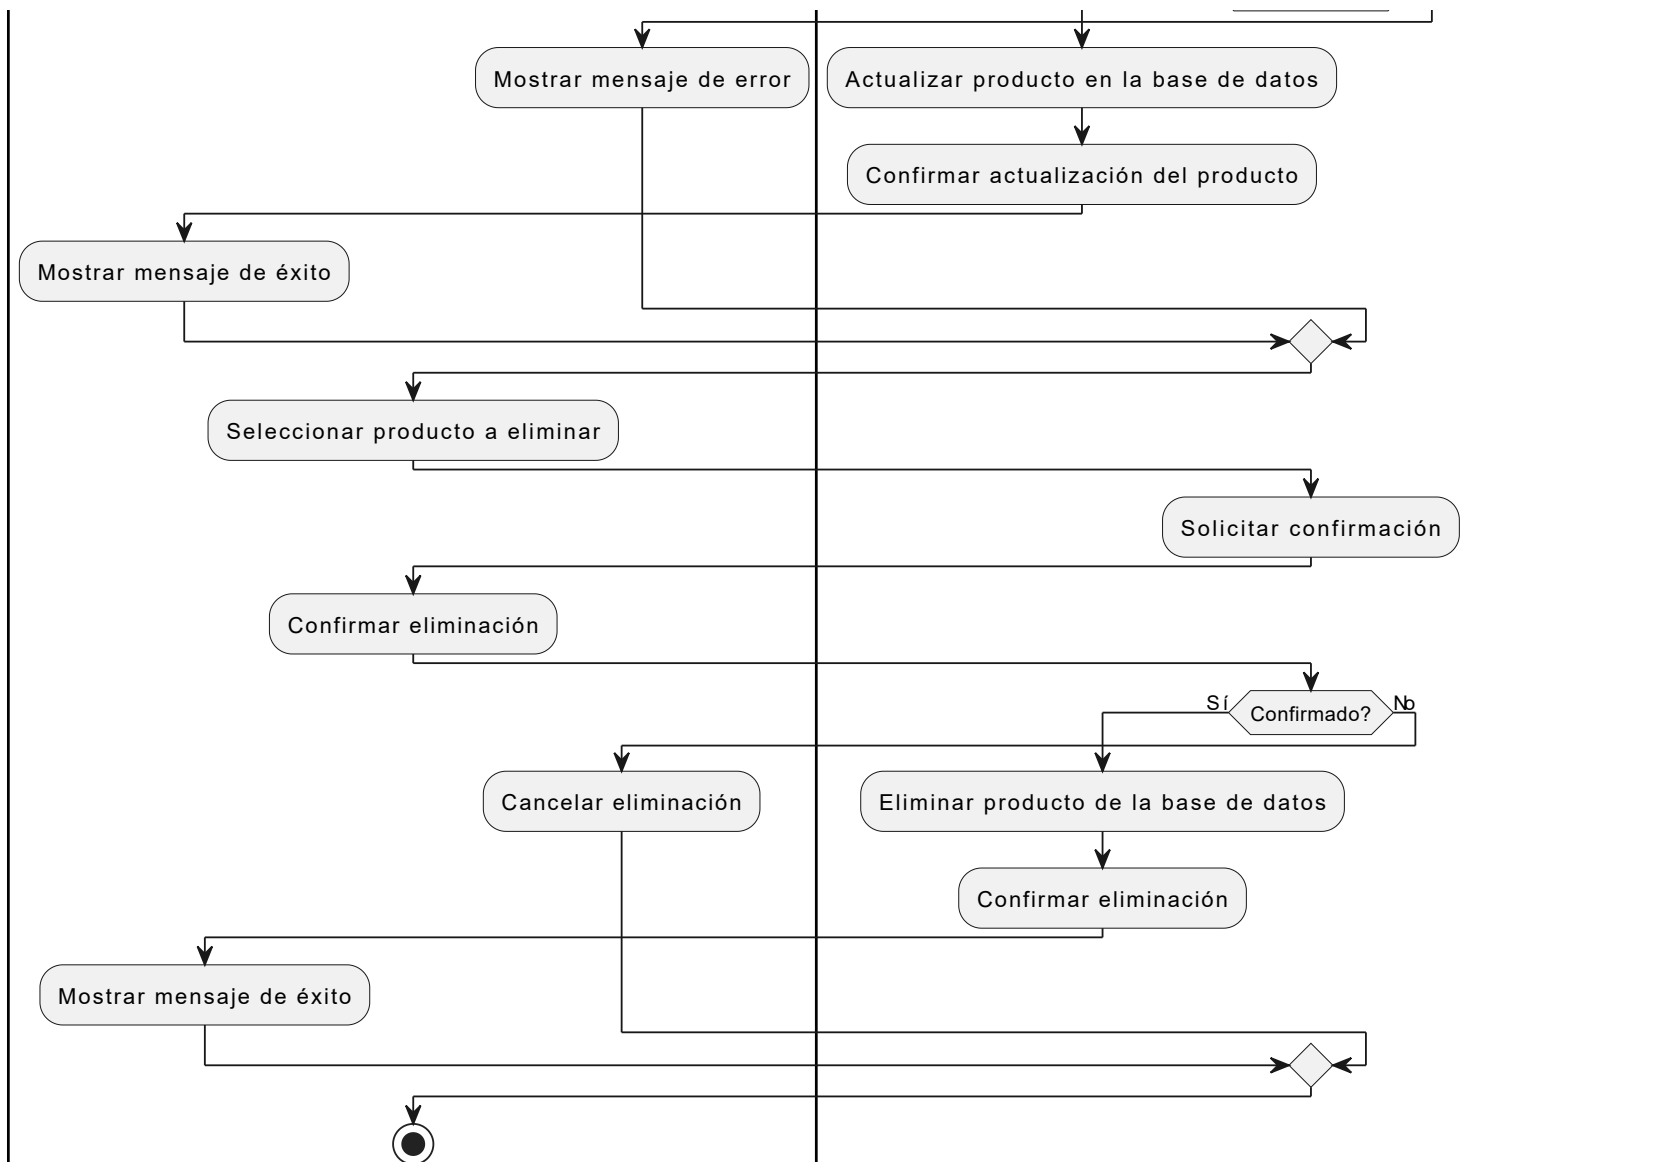 Mostrar mensaje de error
Actualizar producto en la base de datos
Confirmar actualización del producto
Mostrar mensaje de éxito
Seleccionar producto a eliminar
Solicitar confirmación
Confirmar eliminación
Sí
Confirmado?
No
Cancelar eliminación
Eliminar producto de la base de datos
Confirmar eliminación
Mostrar mensaje de éxito